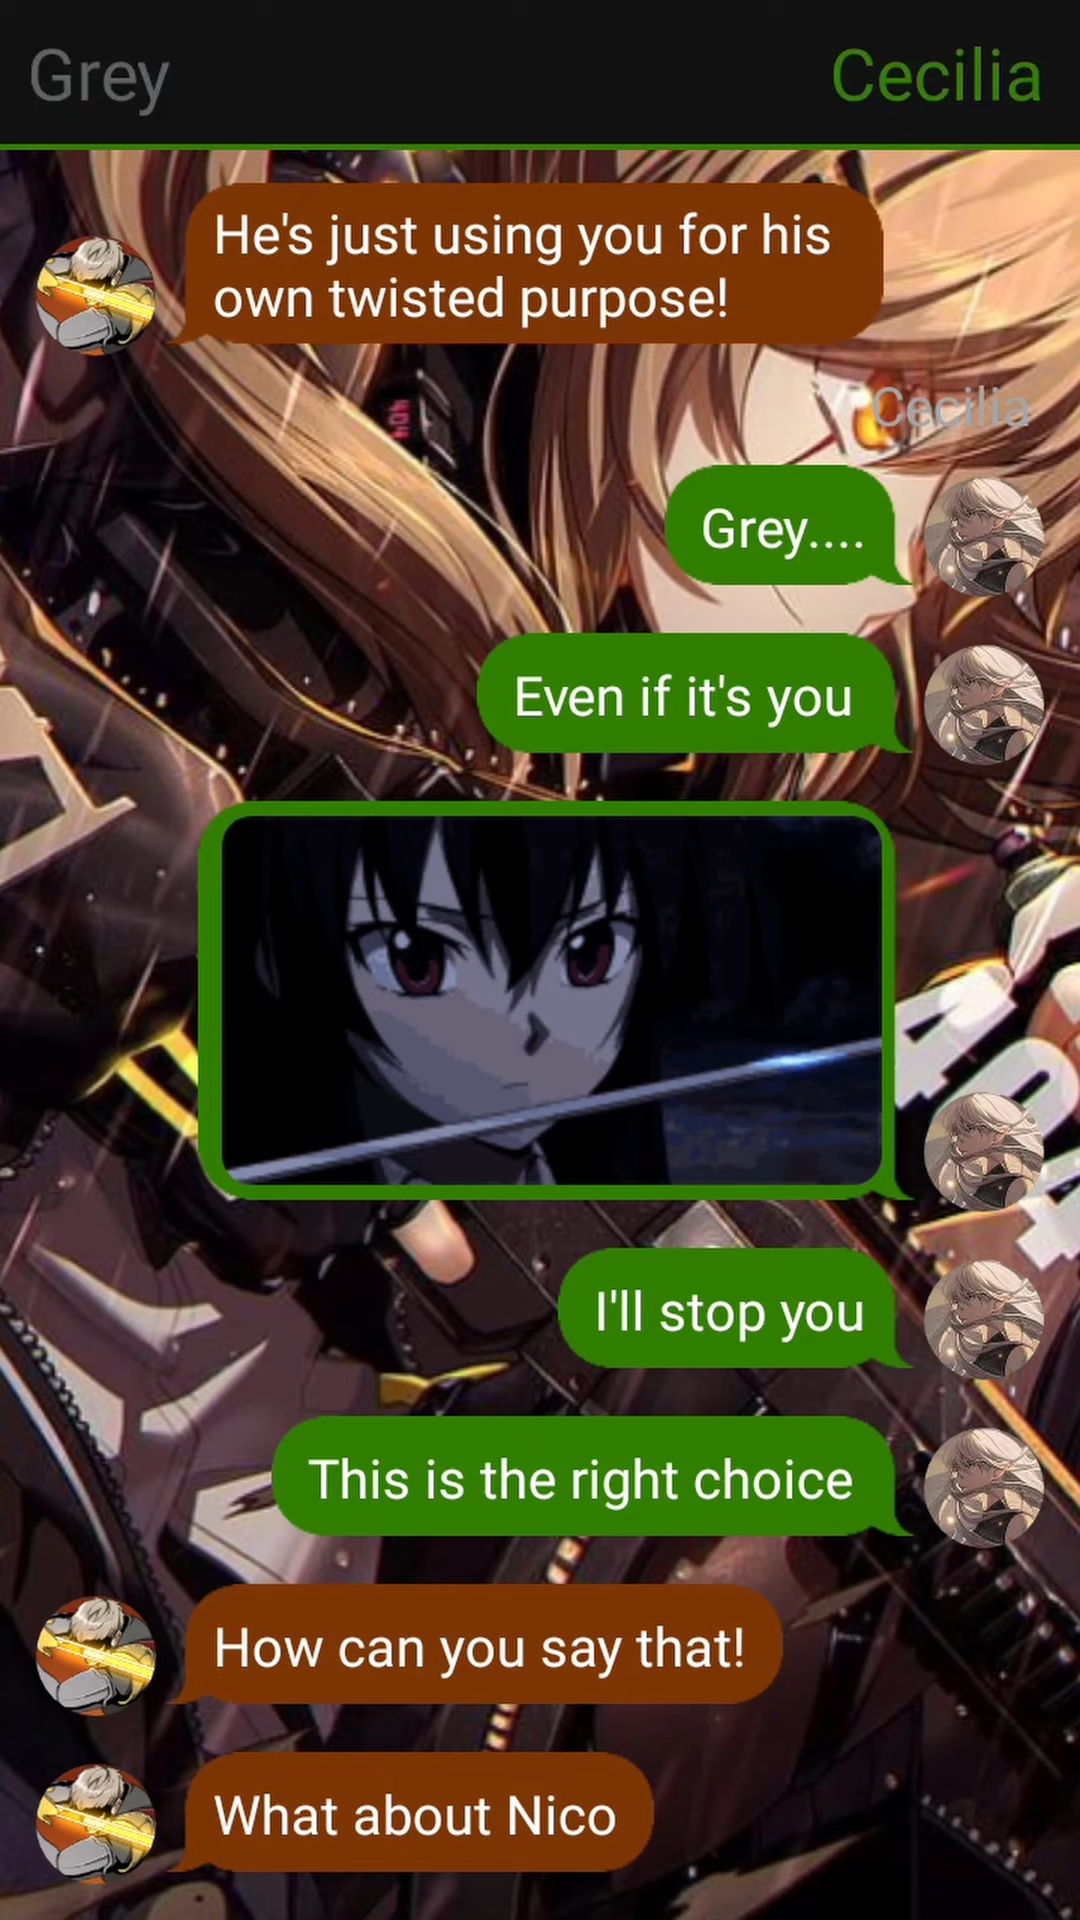 Grey
Cecilia
He's just using you for his
own twisted purpose!
Cecilia
Grey....
Even if it's you
I'll stop you
This is the right choice
How can you say that!
What about Nico